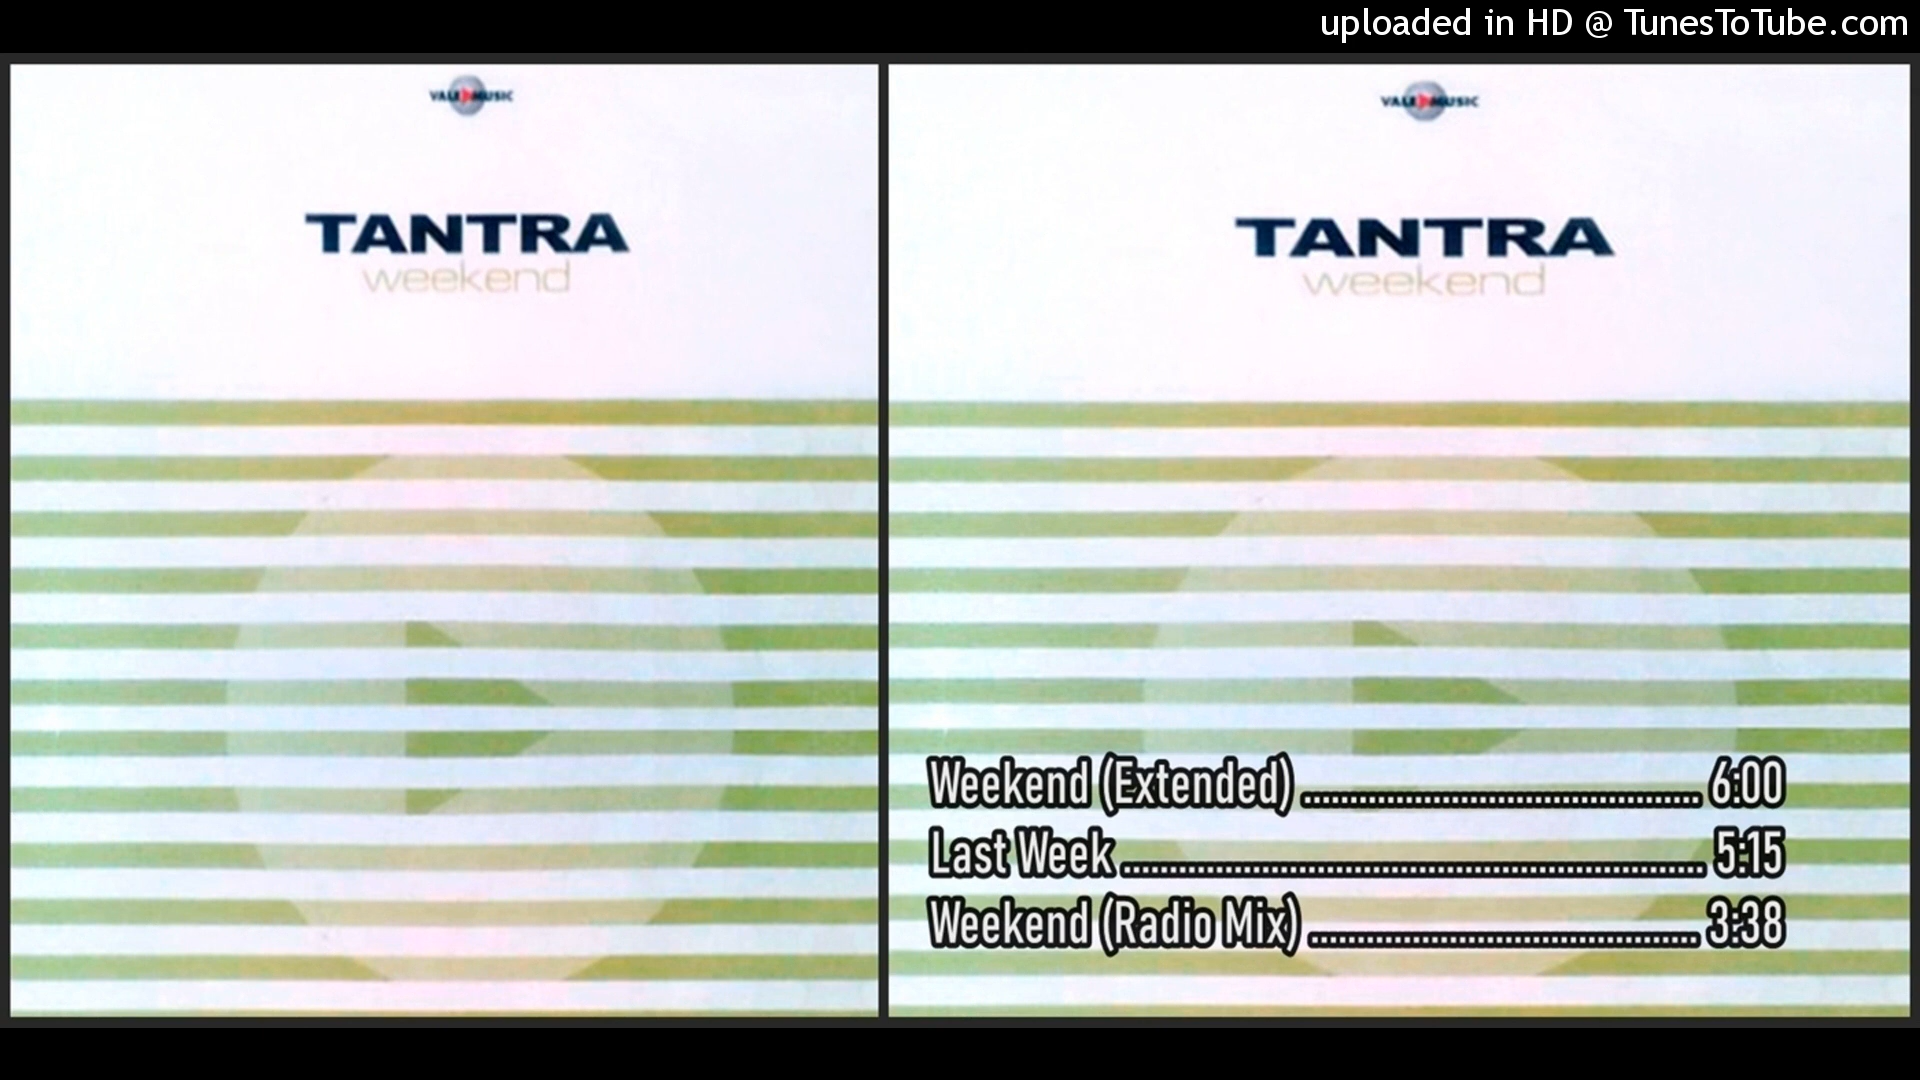 uploaded in HD @ TunesToTube.com
VALE MUSIC
TANTRA
weekend
VALE MUSIC
TANTRA
weekend
Weekend (Extended)........................................ 6:00
Last Week........................................................... 5:15
Weekend (Radio Mix)....................................... 3:38